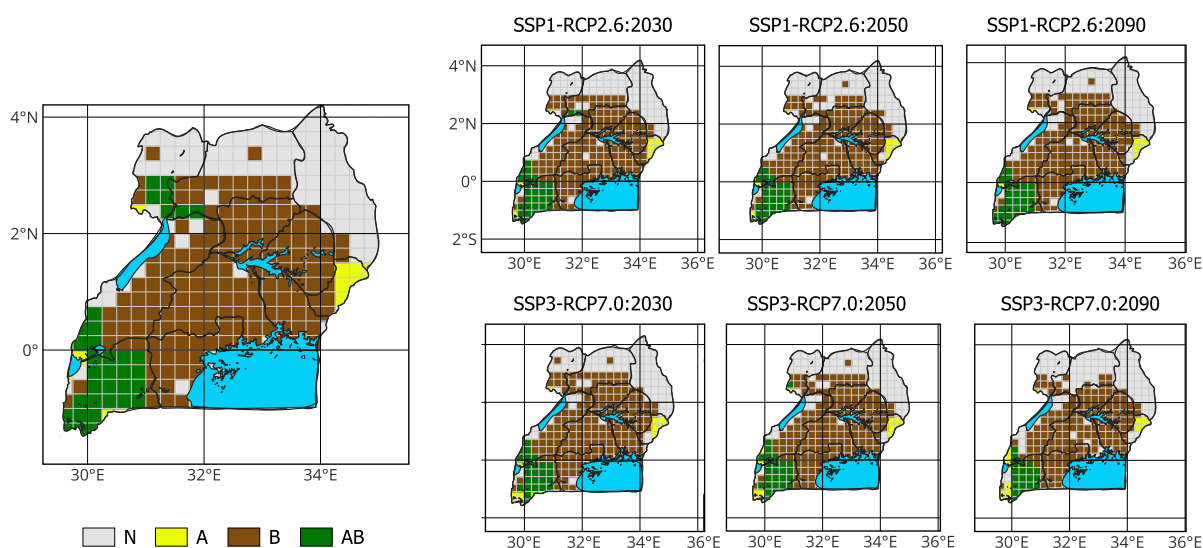 SSP1-RCP2.6:2030 SSP1-RCP2.6:2050 SSP1-RCP2.6:2090
4°N
2°N
0°
2°S
30°E 32°E 34°E 36°E 30°E 32°E 34°E 36°E 30°E 32°E 34°E 36°E
4°N
2°N
0°
30°E 32°E 34°E
SSP3-RCP7.0:2030 SSP3-RCP7.0:2050 SSP3-RCP7.0:2090
30°E 32°E 34°E 36°E 30°E 32°E 34°E 36°E 30°E 32°E 34°E 36°E
N A B AB